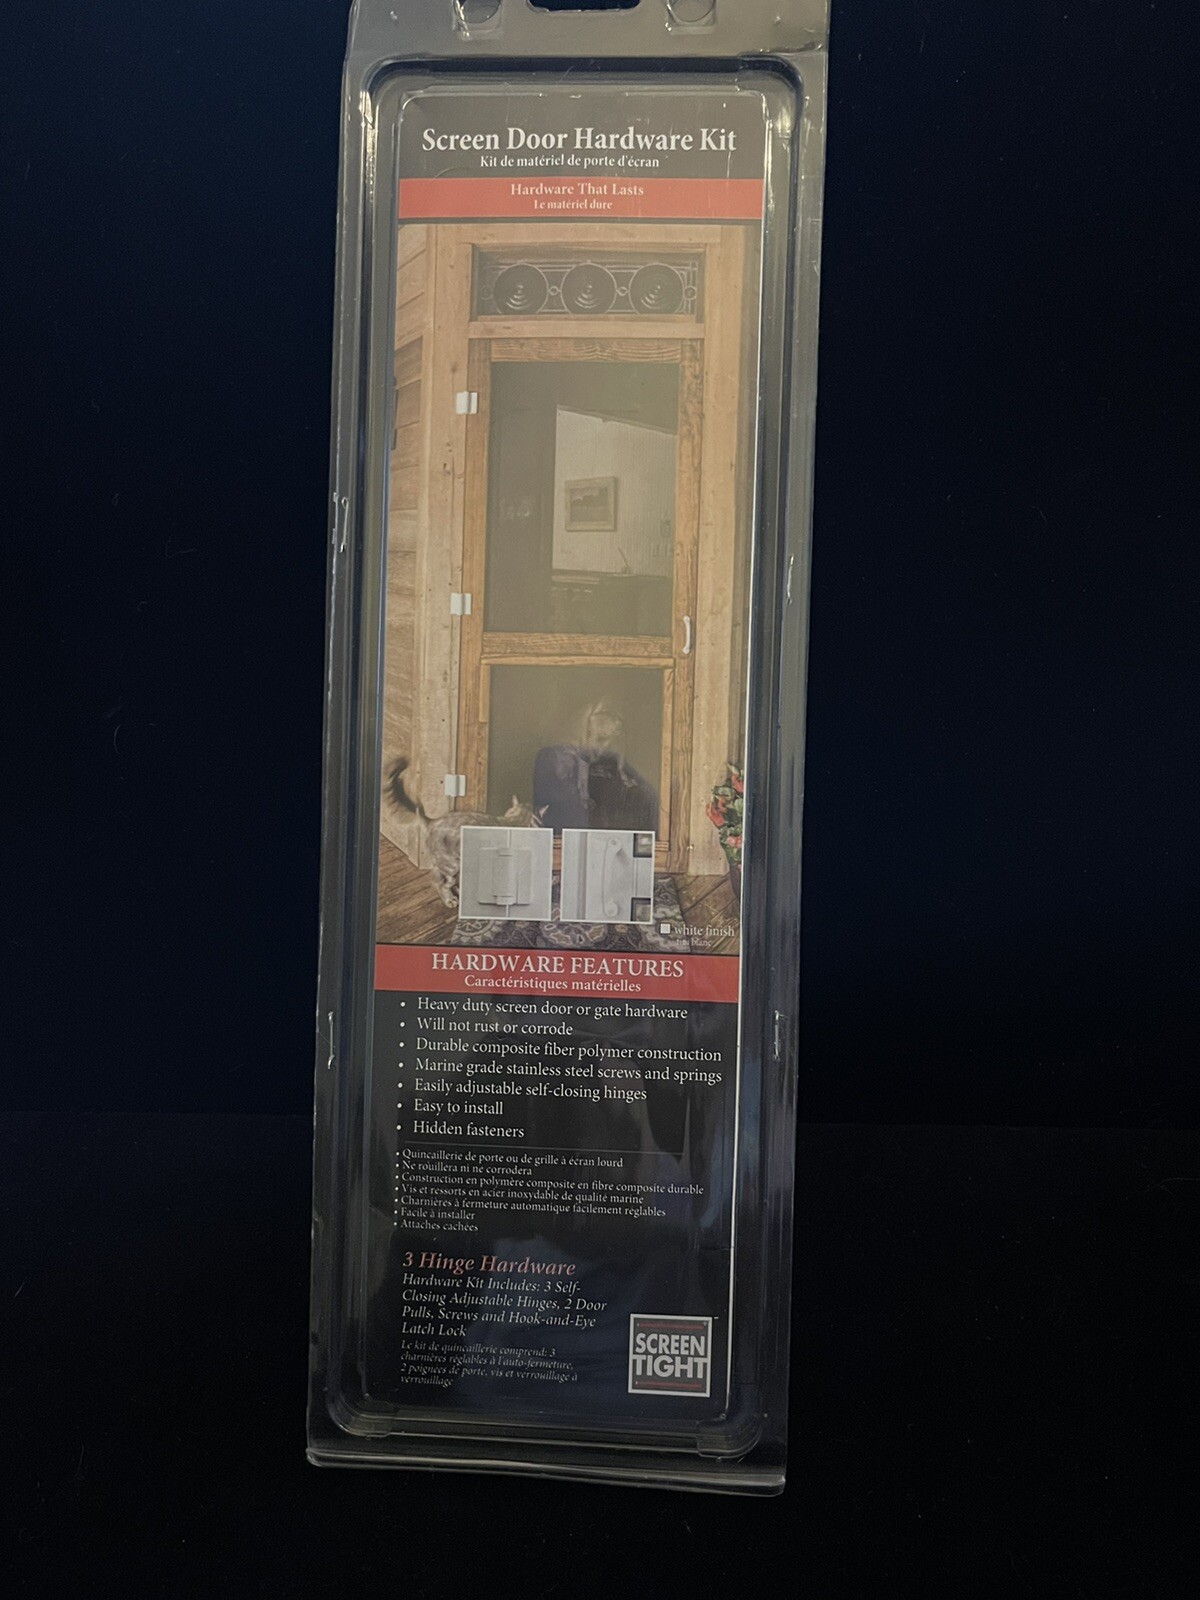 Screen Door Hardware Kit
Kit de matériel de porte d'écran
Hardware That Lasts
Le matériel dure
white finish
fini blanc
HARDWARE FEATURES
Caractéristiques matérielles
• Heavy duty screen door or gate hardware
• Will not rust or corrode
• Durable composite fiber polymer construction
• Marine grade stainless steel screws and springs
• Easily adjustable self-closing hinges
• Easy to install
• Hidden fasteners
• Quincaillerie de porte ou de grille à écran lourd
• Ne rouillera ni ne corrodera
• Construction en polymère composite en fibre composite durable
• Vis et ressorts en acier inoxydable de qualité marine
• Charnières à fermeture automatique facilement réglables
• Facile à installer
• Attaches cachées
3 Hinge Hardware
Hardware Kit Includes: 3 Self-
Closing Adjustable Hinges, 2 Door
Pulls, Screws and Hook-and-Eye
Latch Lock
Le kit de quincaillerie comprend: 3
charnières réglables à l'auto-fermeture,
2 poignées de porte, vis et verrouillage à
verrouillage
SCREEN
TIGHT